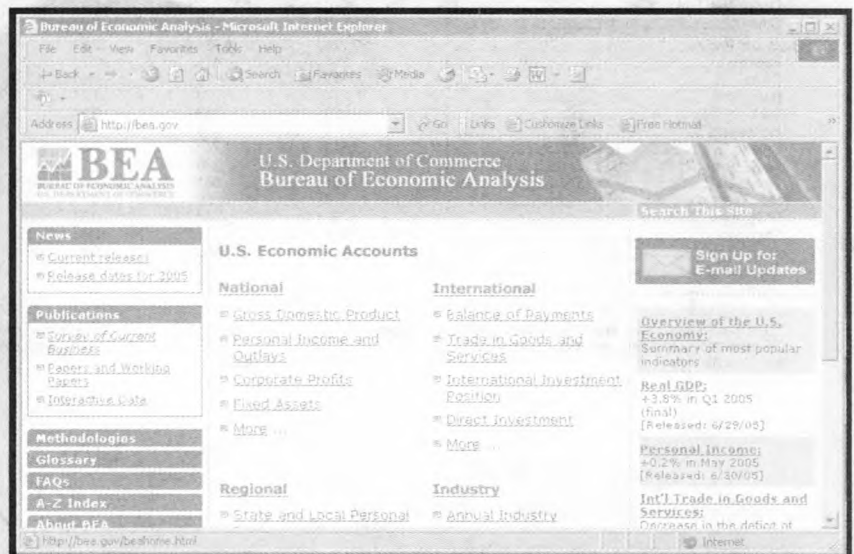 Bureau of Economic Analysis - Microsoft Internet Explorer
File Edit View Favorites Tools Help
Back Search Favorites Media
Address http://bea.gov Go Links Customize Links Free Hotmail
BEA
BUREAU OF ECONOMIC ANALYSIS
U.S. DEPARTMENT OF COMMERCE
U.S. Department of Commerce
Bureau of Economic Analysis
Search This Site
News
Current releases
Release dates for 2005
Publications
Survey of Current
Business
Papers and Working
Papers
Interactive Data
Methodologies
Glossary
FAQs
A-Z Index
About BEA
U.S. Economic Accounts
National
Gross Domestic Product
Personal Income and
Outlays
Corporate Profits
Fixed Assets
More ...
International
Balance of Payments
Trade in Goods and
Services
International Investment
Position
Direct Investment
More ...
Regional
State and Local Personal
Industry
Annual Industry
Sign Up for
E-mail Updates
Overview of the U.S.
Economy:
Summary of most popular
indicators
Real GDP:
+3.8% in Q1 2005
(final)
[Released: 6/29/05]
Personal Income:
+0.2% in May 2005
[Released: 6/30/05]
Int'l Trade in Goods and
Services:
Decrease in the deficit of
http://bea.gov/beahome.html
Internet